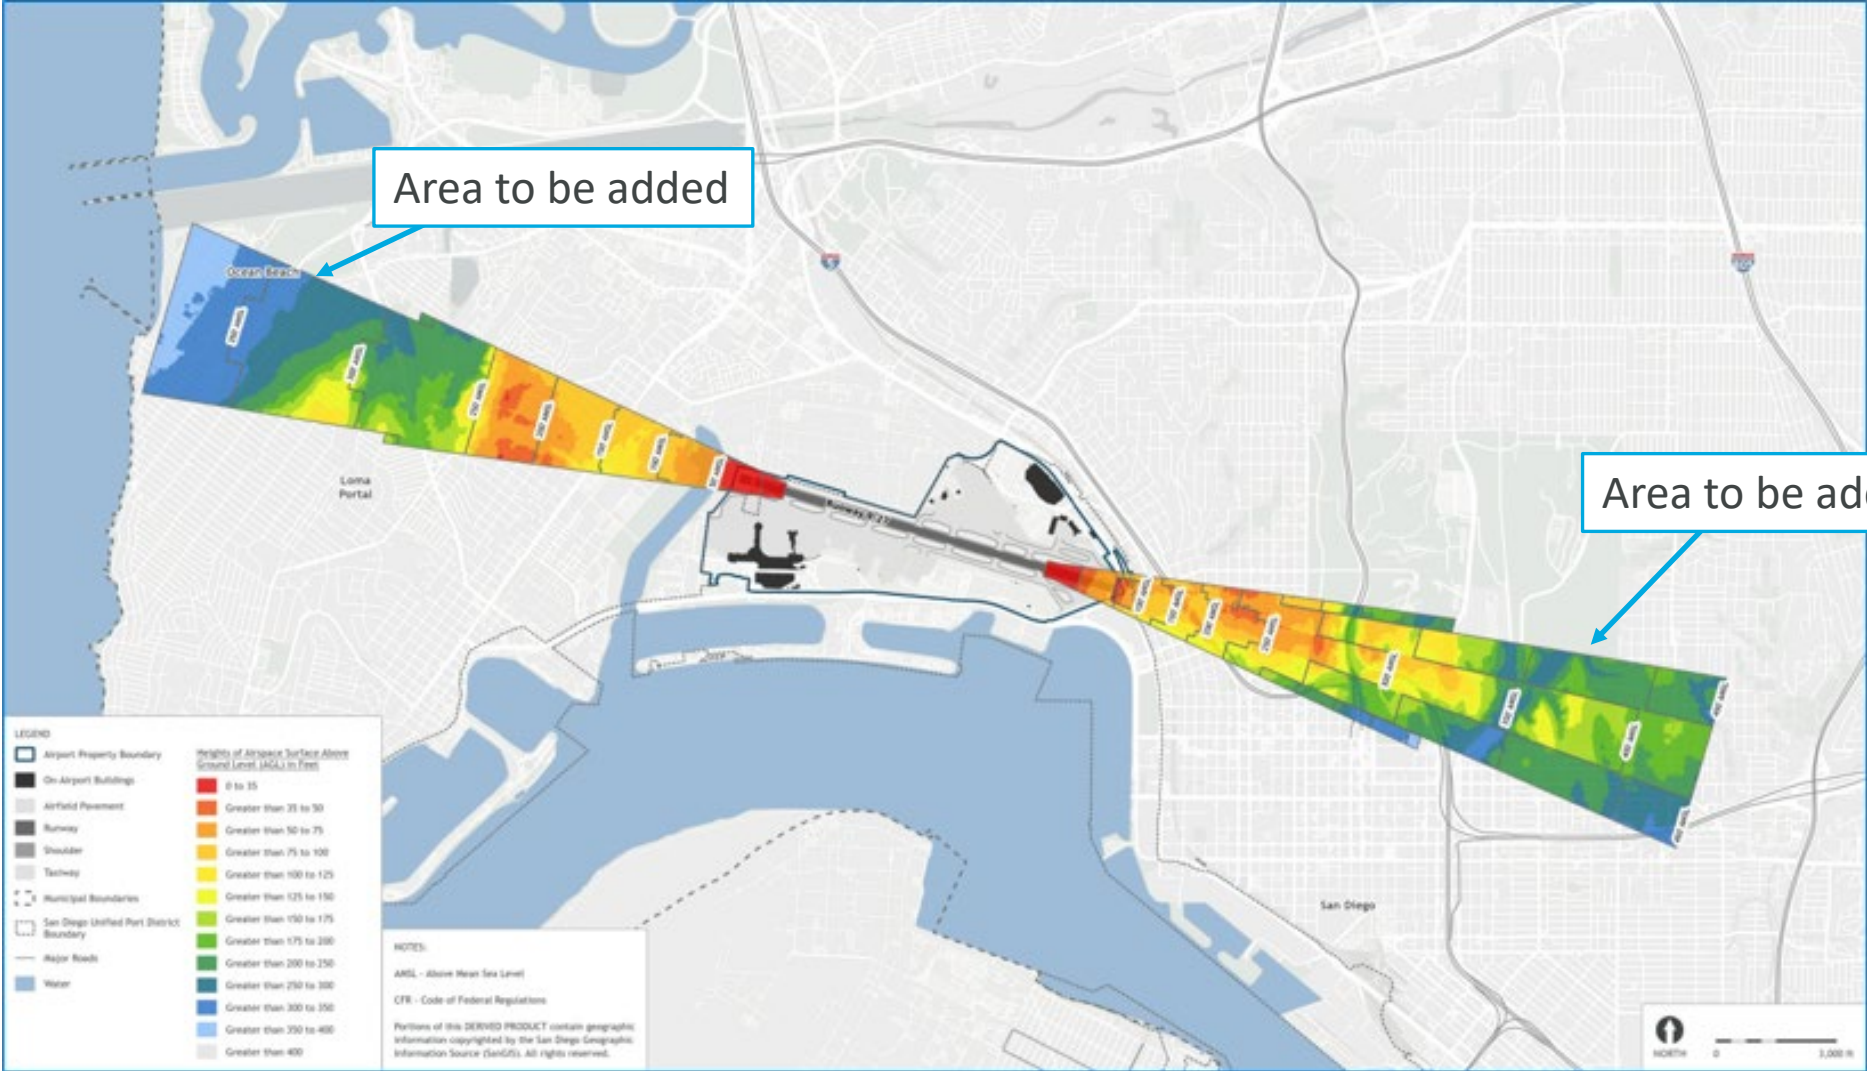 Area to be added
Ocean Beach
Loma
Portal
Runway 9-27
Area to be ad
San Diego
LEGEND
Airport Property Boundary
On-Airport Buildings
Airfield Pavement
Runway
Shoulder
Taxiway
Municipal Boundaries
San Diego Unified Port District
Boundary
Major Roads
Water
Heights of Airspace Surface Above
Ground Level (AGL) in Feet
0 to 35
Greater than 35 to 50
Greater than 50 to 75
Greater than 75 to 100
Greater than 100 to 125
Greater than 125 to 150
Greater than 150 to 175
Greater than 175 to 200
Greater than 200 to 250
Greater than 250 to 300
Greater than 300 to 350
Greater than 350 to 400
Greater than 400
NOTES:
AMSL - Above Mean Sea Level
CFR - Code of Federal Regulations
Portions of this DERIVED PRODUCT contain geographic
information copyrighted by the San Diego Geographic
Information Source (SanGIS). All rights reserved.
NORTH
0
3,000 ft